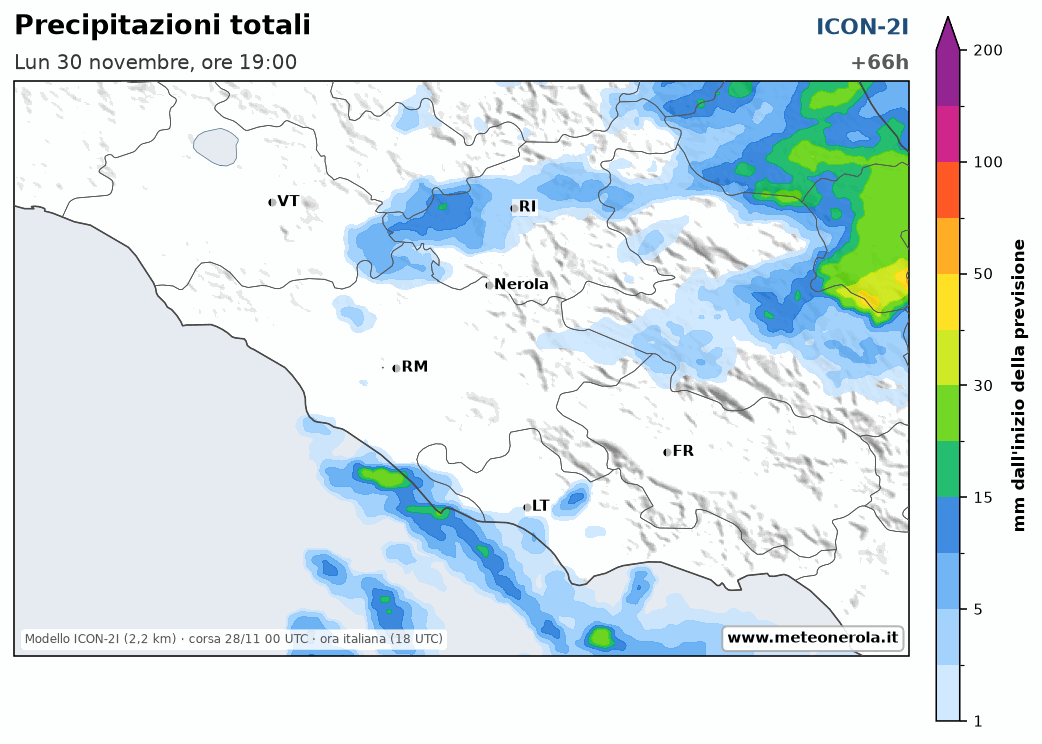 Precipitazioni totali
ICON-2I
Lun 30 novembre, ore 19:00
+66h
200
100
50
30
15
5
1
mm dall'inizio della previsione
VT
RI
Nerola
RM
FR
LT
Modello ICON-2I (2,2 km) · corsa 28/11 00 UTC · ora italiana (18 UTC)
www.meteonerola.it